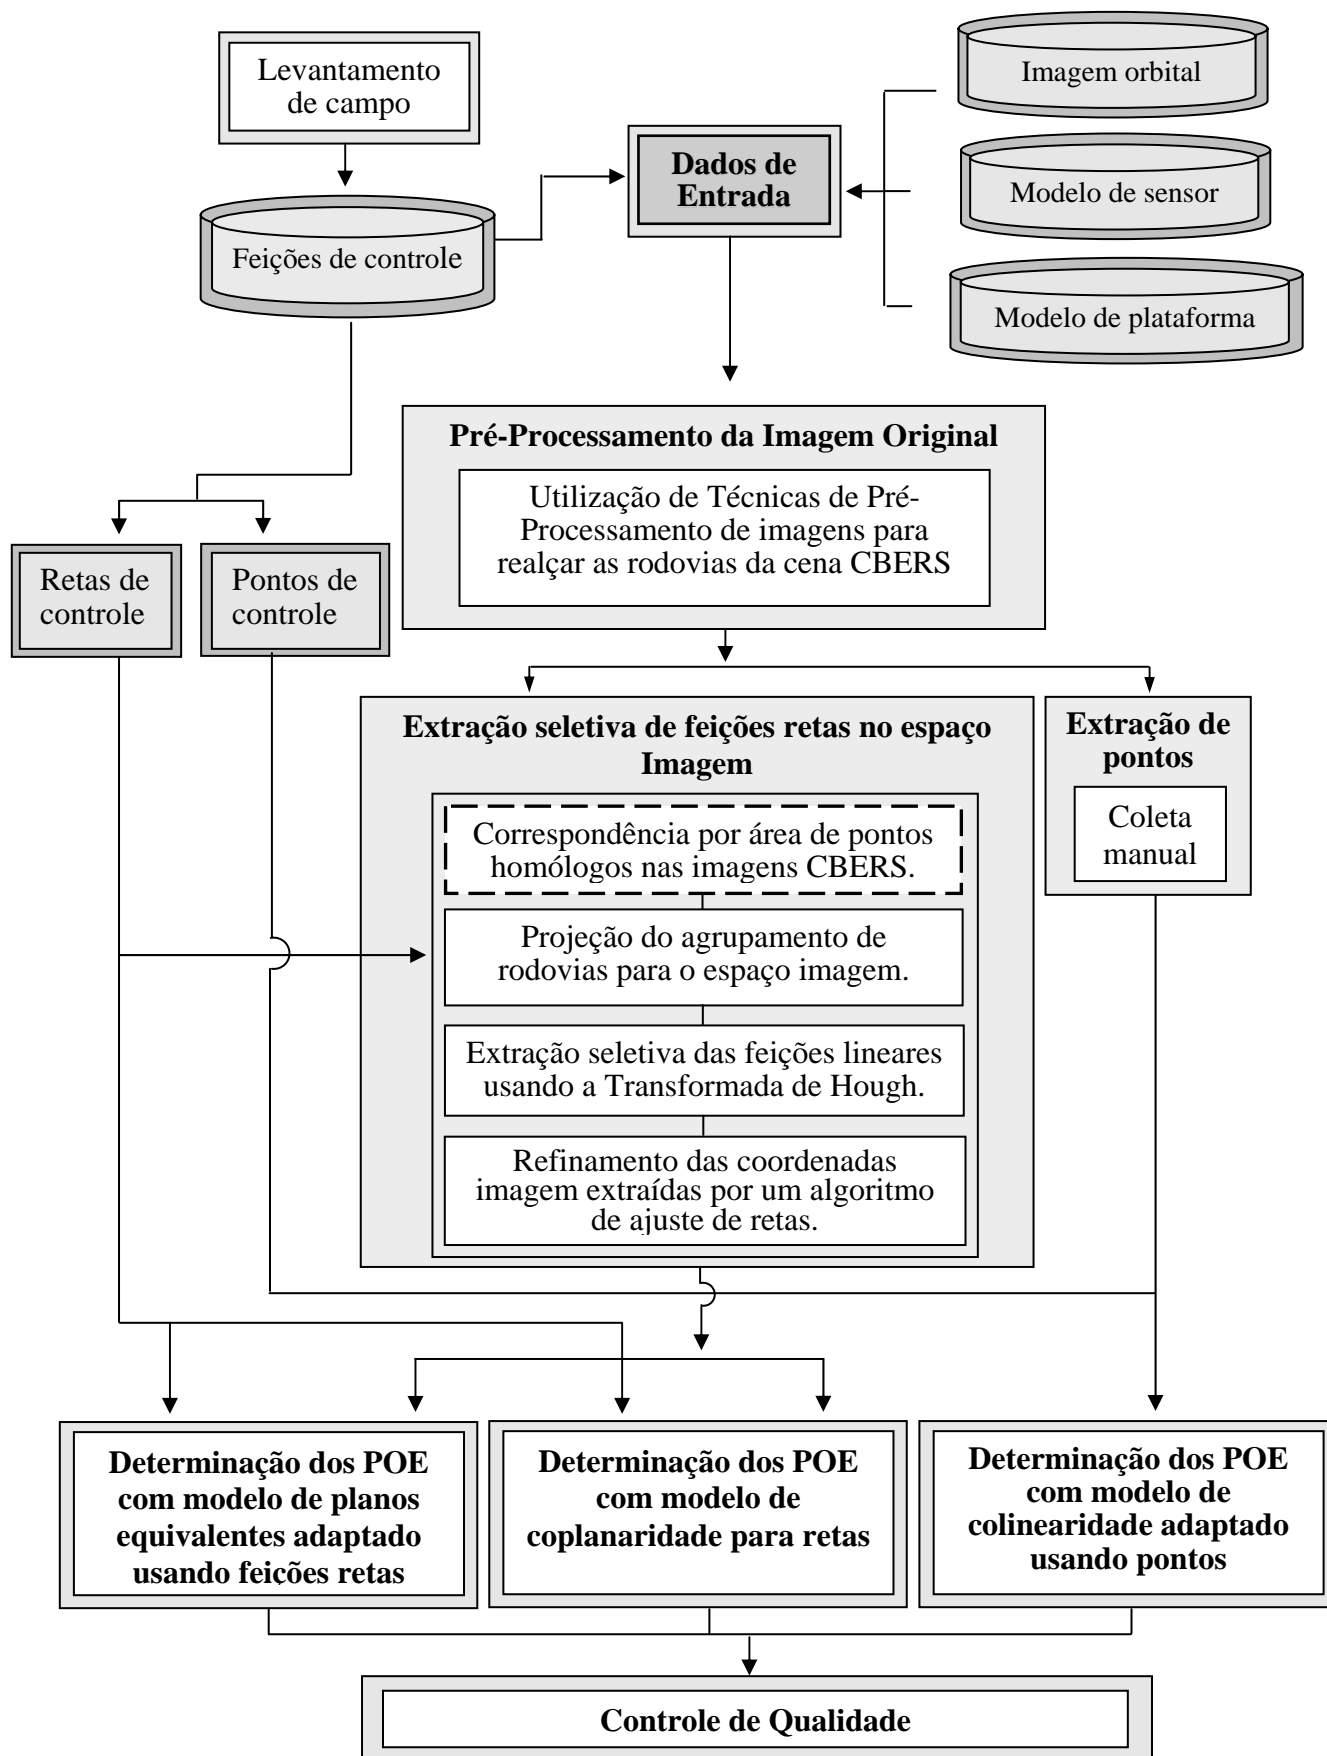 Levantamento
de campo
Imagem orbital
Dados de
Entrada
Modelo de sensor
Feições de controle
Modelo de plataforma
Pré-Processamento da Imagem Original
Utilização de Técnicas de Pré-
Processamento de imagens para
realçar as rodovias da cena CBERS
Retas de
controle
Pontos de
controle
Extração seletiva de feições retas no espaço
Imagem
Extração de
pontos
Coleta
manual
Correspondência por área de pontos
homólogos nas imagens CBERS.
Projeção do agrupamento de
rodovias para o espaço imagem.
Extração seletiva das feições lineares
usando a Transformada de Hough.
Refinamento das coordenadas
imagem extraídas por um algoritmo
de ajuste de retas.
Determinação dos POE
com modelo de planos
equivalentes adaptado
usando feições retas
Determinação dos POE
com modelo de
coplanaridade para retas
Determinação dos POE
com modelo de
colinearidade adaptado
usando pontos
Controle de Qualidade